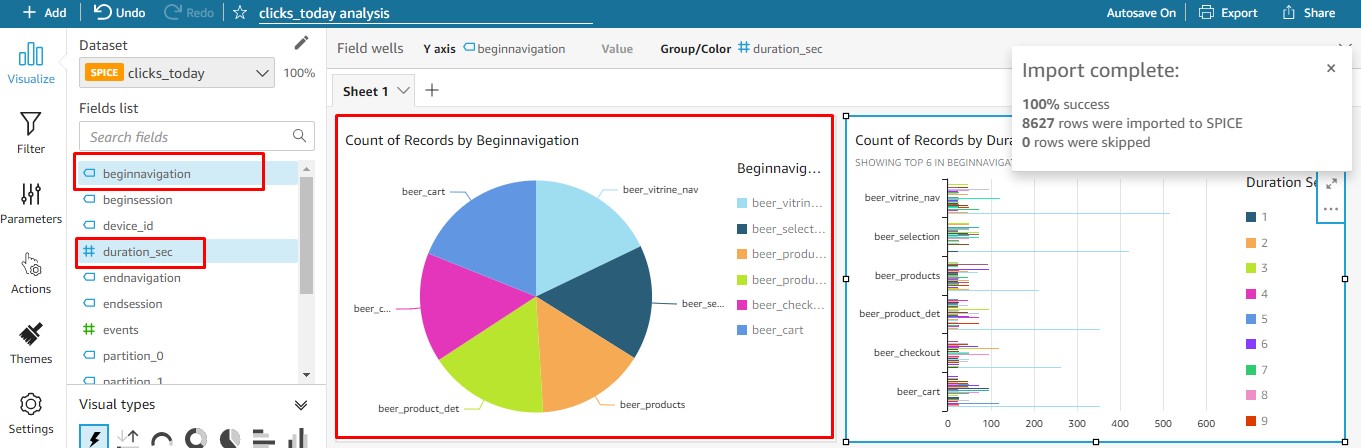 Add
Undo
Redo
clicks_today analysis
Autosave On
Export
Share
Visualize
Filter
Parameters
Actions
Themes
Settings
Dataset
SPICE clicks_today 100%
Fields list
Search fields
beginnavigation
beginsession
device_id
duration_sec
endnavigation
endsession
events
partition_0
partition_1
Visual types
Field wells Y axis beginnavigation Value Group/Color duration_sec
Sheet 1
Import complete:
100% success
8627 rows were imported to SPICE
0 rows were skipped
Count of Records by Beginnavigation
beer_cart
beer_vitrine_nav
beer_c...
beer_se...
beer_product_det
beer_products
Beginnavig...
beer_vitrin...
beer_select...
beer_produ...
beer_produ...
beer_check...
beer_cart
Count of Records by Dura
SHOWING TOP 6 IN BEGINNAVIGA
beer_vitrine_nav
beer_selection
beer_products
beer_product_det
beer_checkout
beer_cart
0 100 200 300 400 500 600
Duration Se
1
2
3
4
5
6
7
8
9